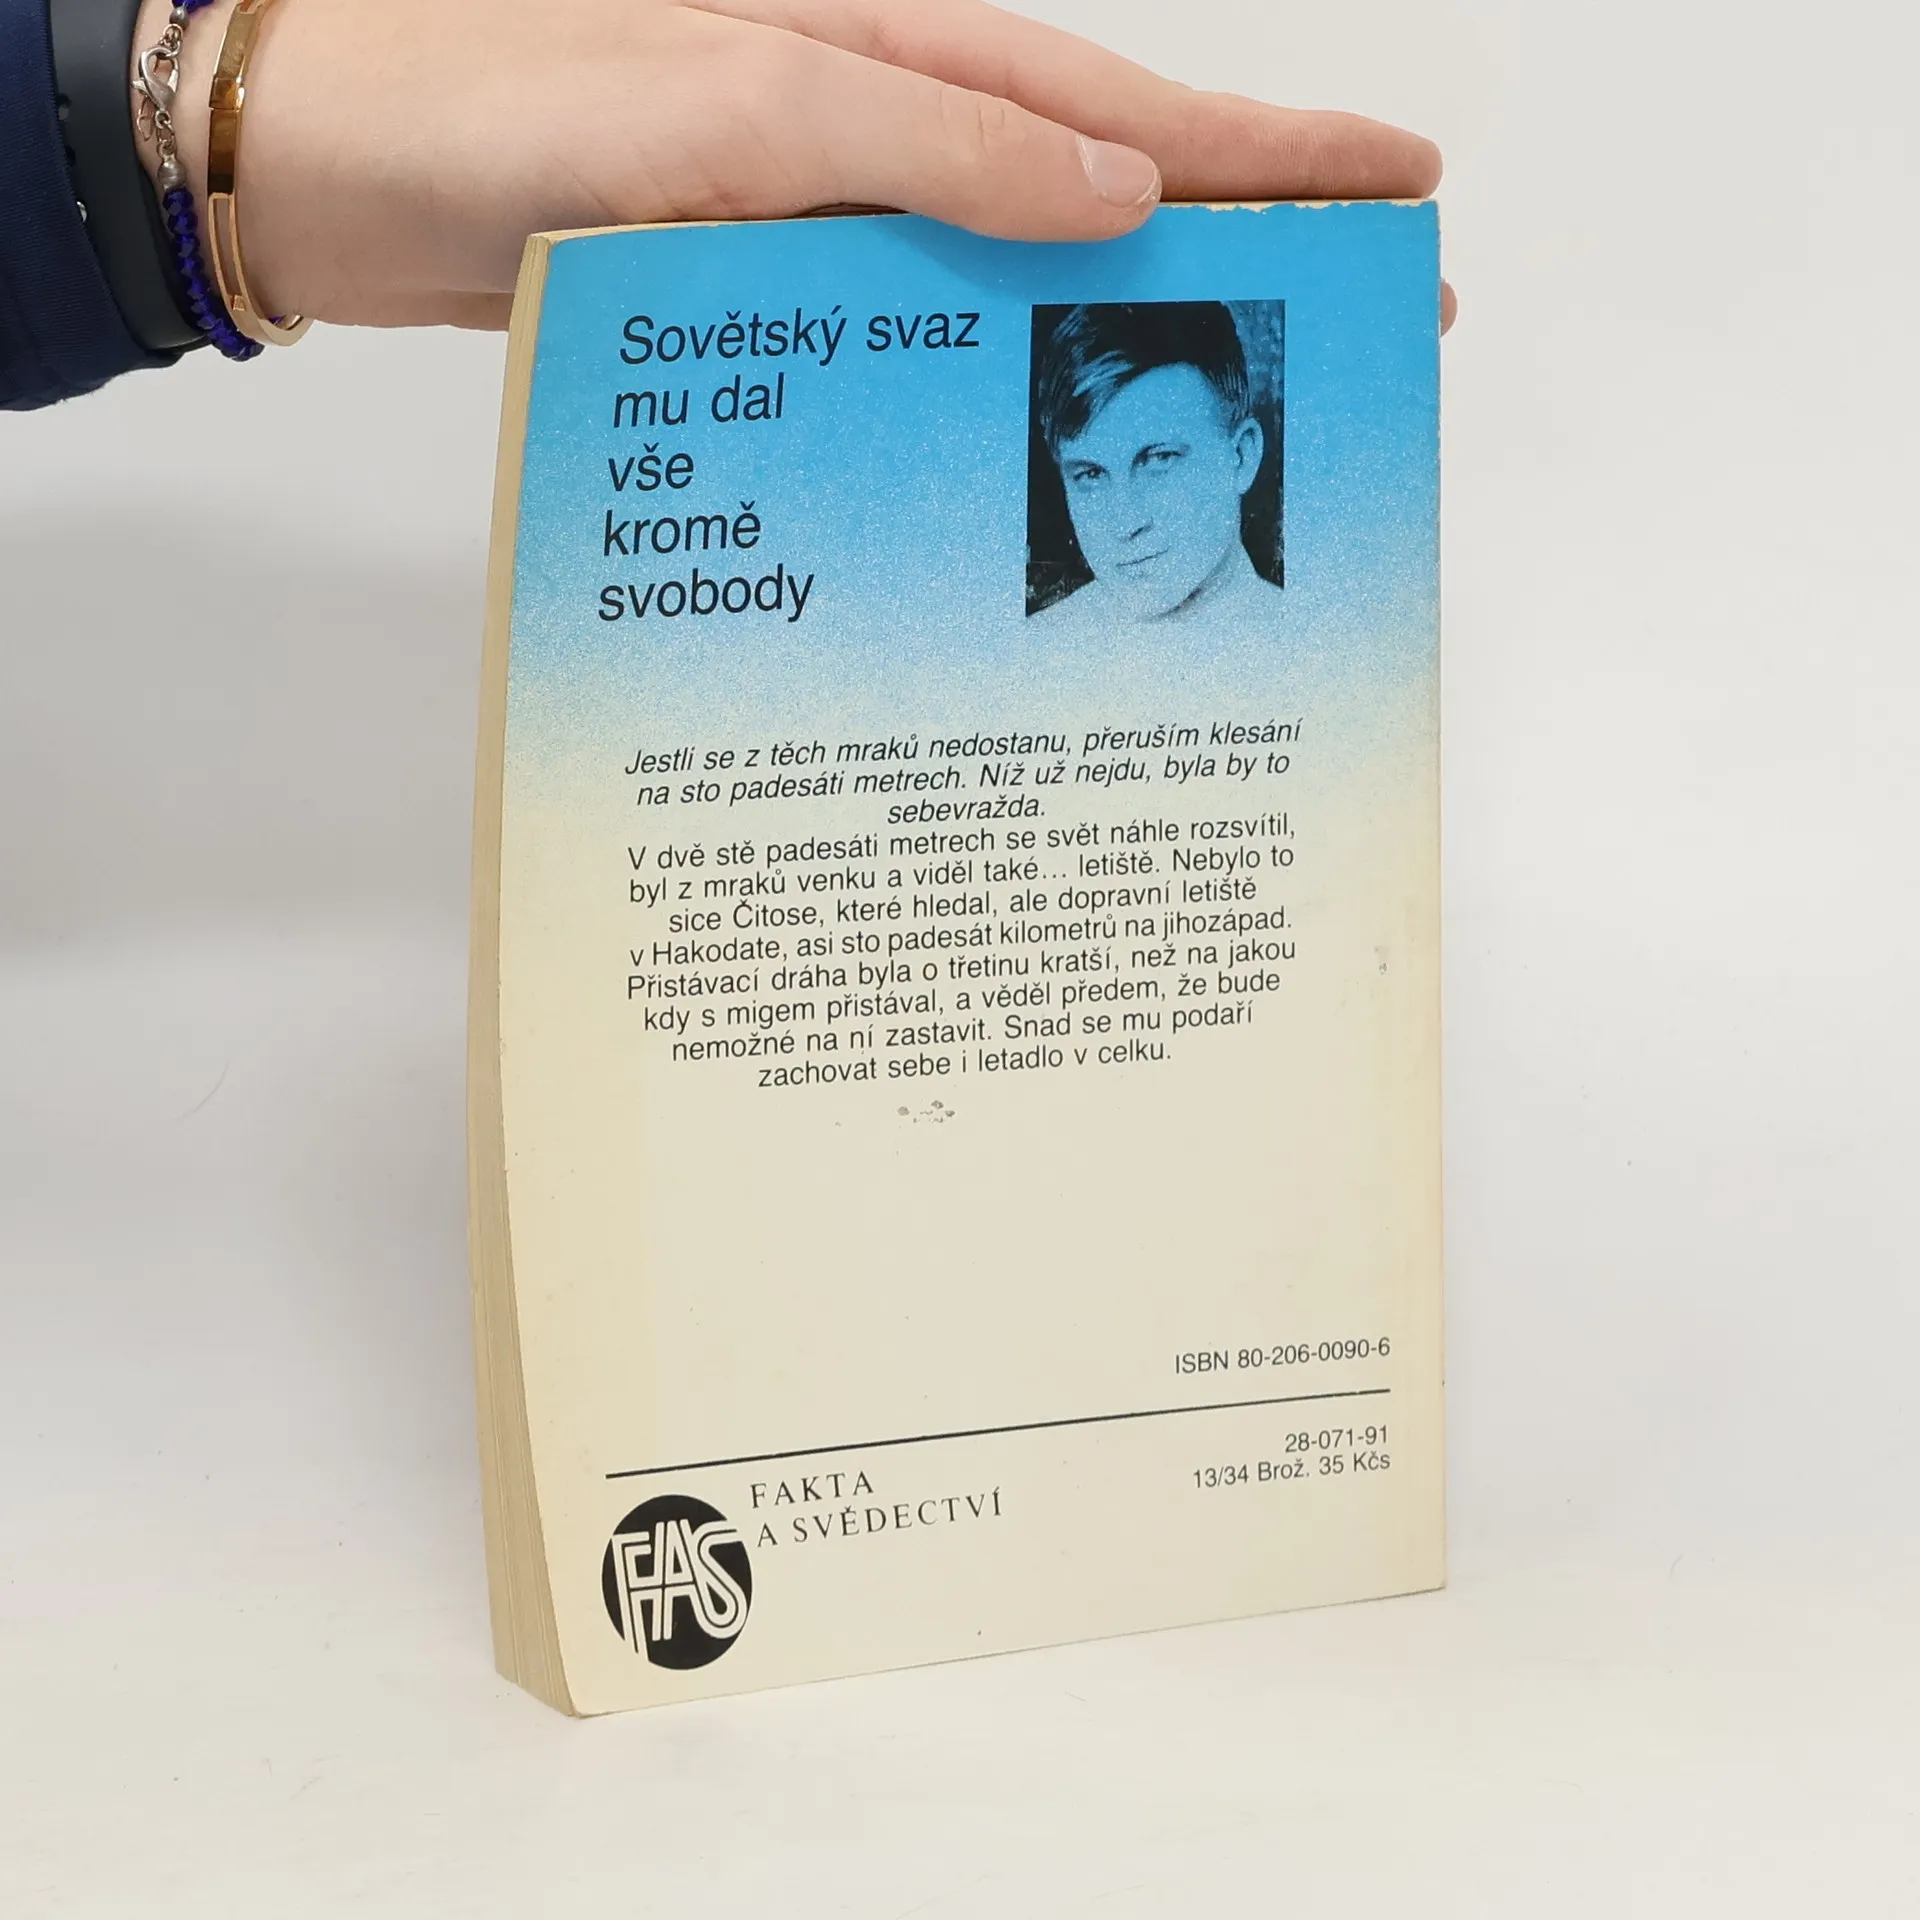 Sovětský svaz
mu dal
vše
kromě
svobody
Jestli se z těch mraků nedostanu, přeruším klesání
na sto padesáti metrech. Níž už nejdu, byla by to
sebevražda.
V dvě stě padesáti metrech se svět náhle rozsvítil,
byl z mraků venku a viděl také... letiště. Nebylo to
sice Čitose, které hledal, ale dopravní letiště
v Hakodate, asi sto padesát kilometrů na jihozápad.
Přistávací dráha byla o třetinu kratší, než na jakou
kdy s migem přistával, a věděl předem, že bude
nemožné na ní zastavit. Snad se mu podaří
zachovat sebe i letadlo v celku.
ISBN 80-206-0090-6
28-071-91
13/34 Brož. 35 Kčs
FAKTA
A SVĚDECTVÍ
FAS